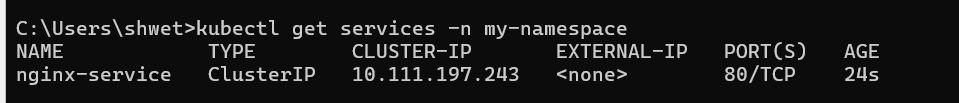 C:\Users\shwet>kubectl get services -n my-namespace
NAME TYPE CLUSTER-IP EXTERNAL-IP PORT(S) AGE
nginx-service ClusterIP 10.111.197.243 <none> 80/TCP 24s